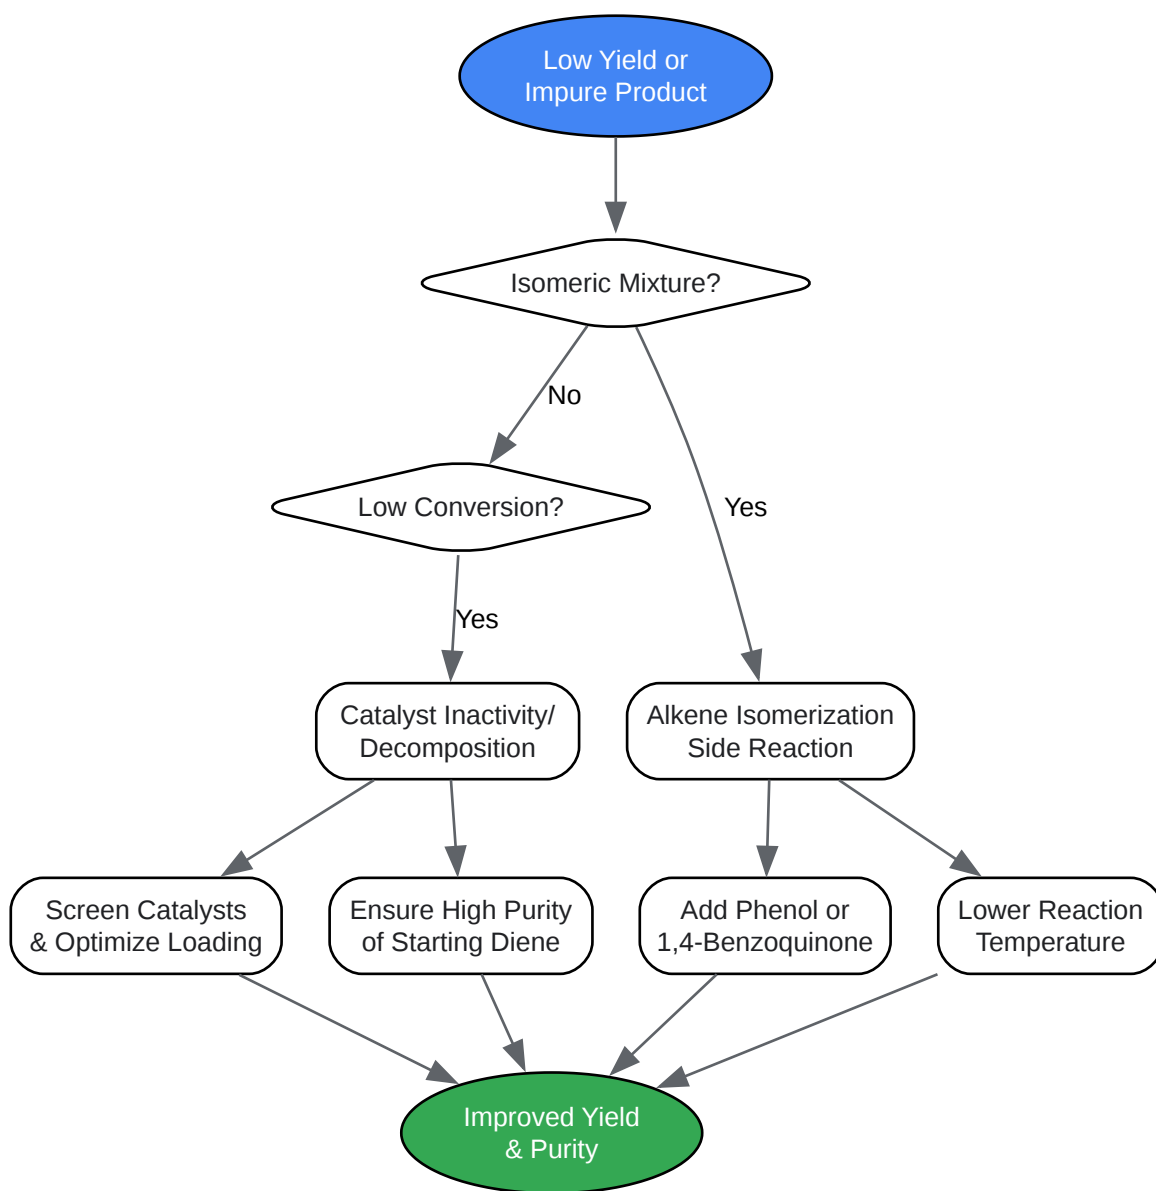 Low Yield or
Impure Product
Isomeric Mixture?
No
Low Conversion?
Yes
Yes
Catalyst Inactivity/
Decomposition
Alkene Isomerization
Side Reaction
Screen Catalysts
& Optimize Loading
Ensure High Purity
of Starting Diene
Add Phenol or
1,4-Benzoquinone
Lower Reaction
Temperature
Improved Yield
& Purity